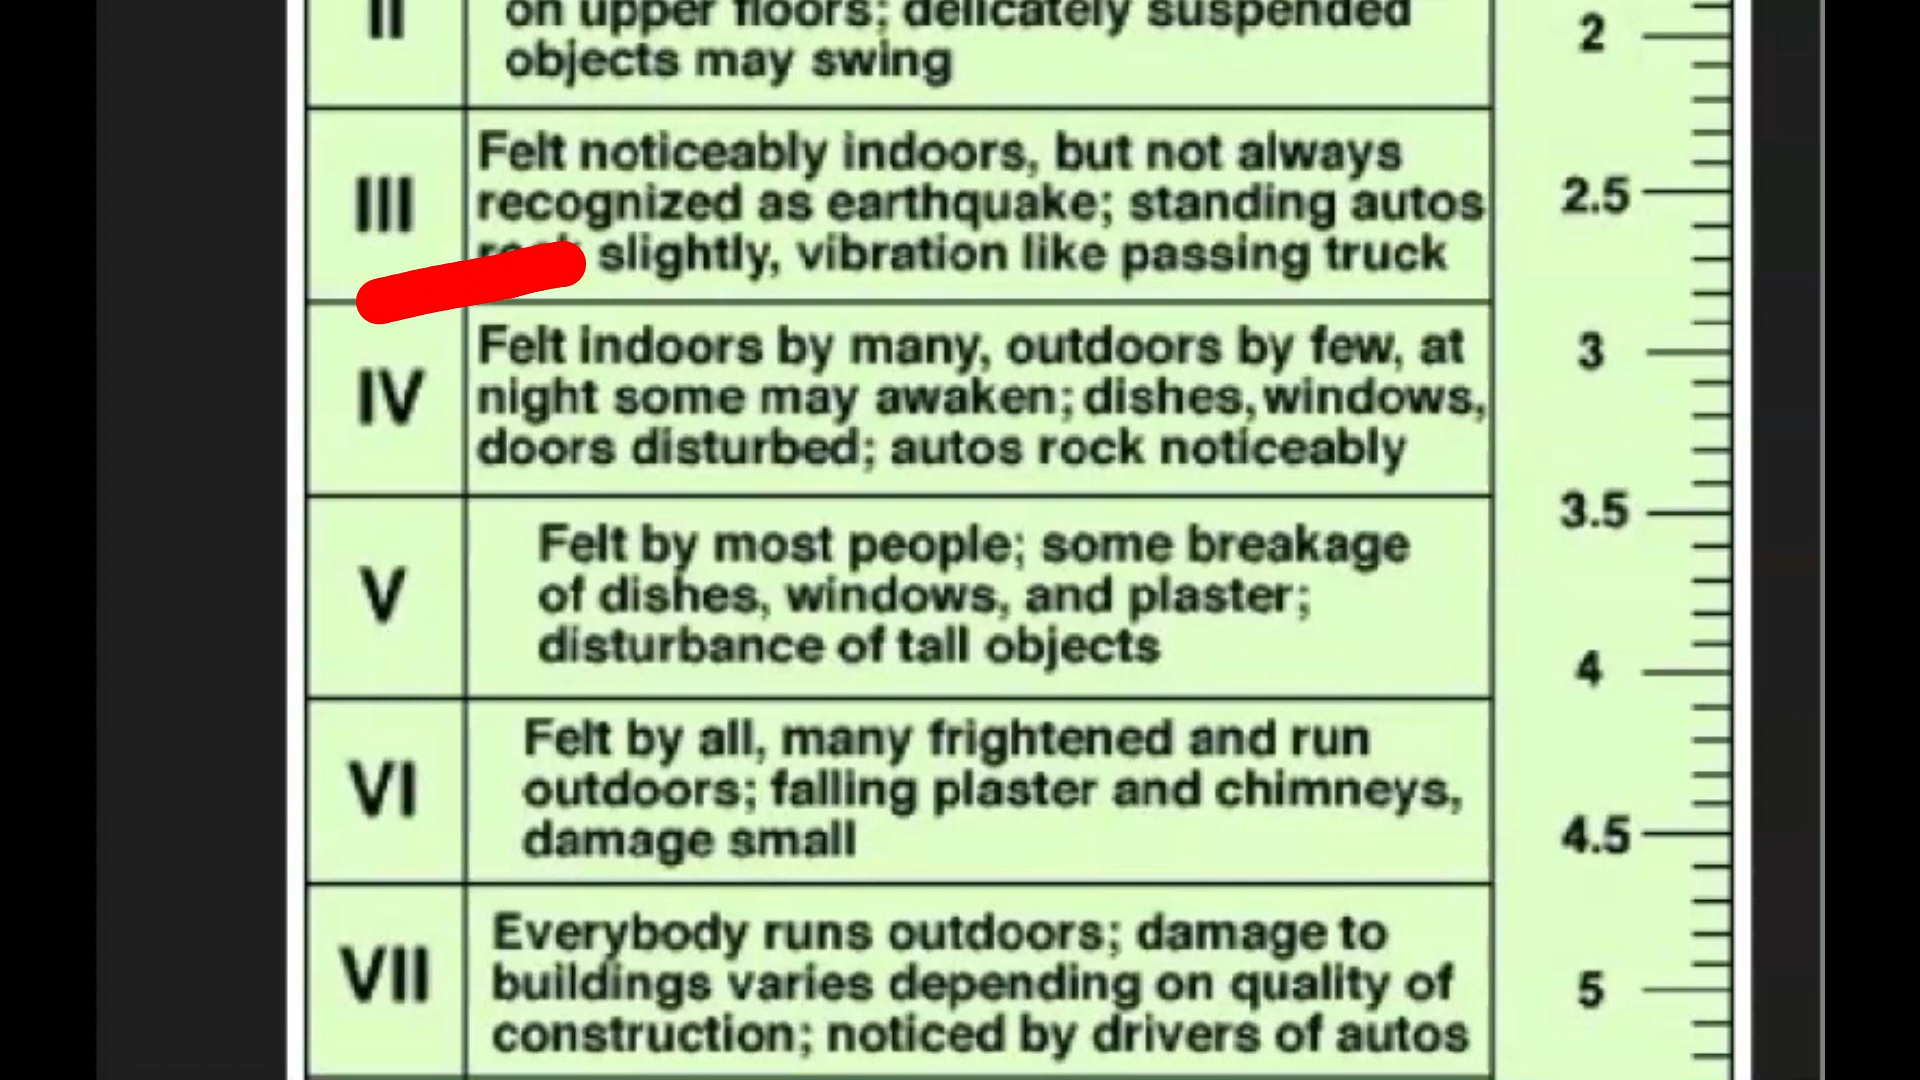 II
on upper floors; delicately suspended
objects may swing
2
III
Felt noticeably indoors, but not always
recognized as earthquake; standing autos
slightly, vibration like passing truck
2.5
IV
Felt indoors by many, outdoors by few, at
night some may awaken; dishes, windows,
doors disturbed; autos rock noticeably
3
3.5
V
Felt by most people; some breakage
of dishes, windows, and plaster;
disturbance of tall objects
4
VI
Felt by all, many frightened and run
outdoors; falling plaster and chimneys,
damage small
4.5
VII
Everybody runs outdoors; damage to
buildings varies depending on quality of
construction; noticed by drivers of autos
5